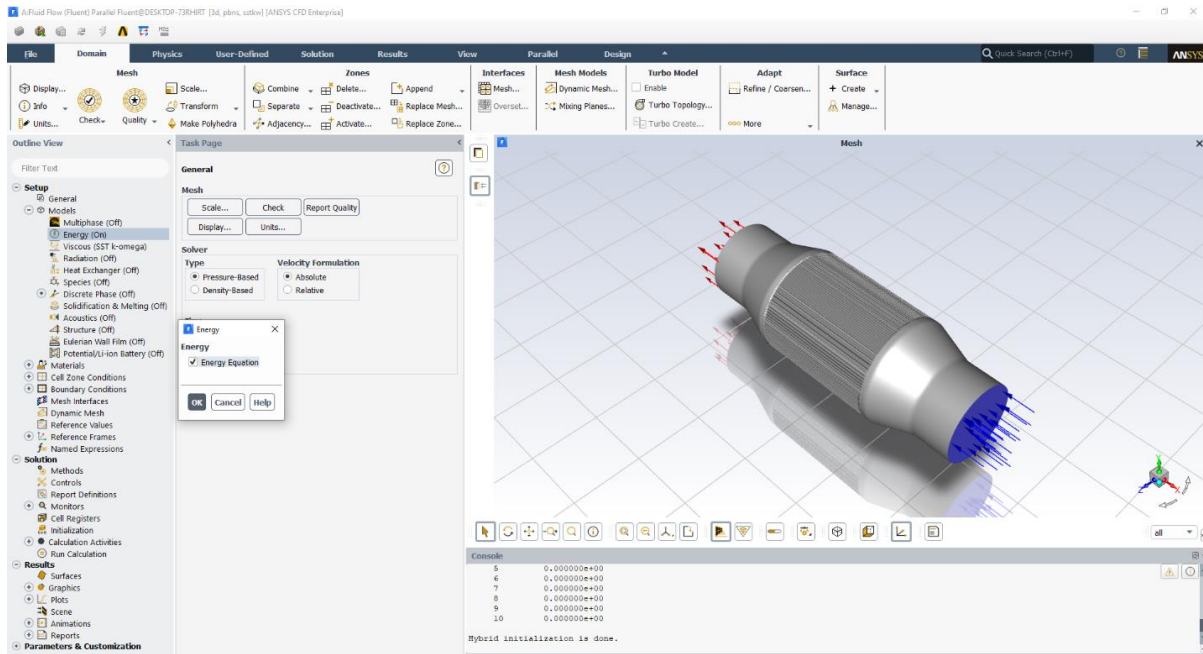 A:Fluid Flow (Fluent) Parallel Fluent@DESKTOP-73RHIRT [3d, pbns, sstkw] [ANSYS CFD Enterprise]
File Domain Physics User-Defined Solution Results View Parallel Design Quick Search (Ctrl+F) ANSYS
Mesh Zones Interfaces Mesh Models Turbo Model Adapt Surface
Display... Scale... Combine Delete... Append Mesh... Dynamic Mesh... Enable Refine / Coarsen... Create
Info Transform Separate Deactivate... Replace Mesh... Overset... Mixing Planes... Turbo Topology... Manage...
Units... Check Quality Make Polyhedra Adjacency... Activate... Replace Zone... Turbo Create... More
Outline View
Filter Text
Setup
General
Models
Multiphase (Off)
Energy (On)
Viscous (SST k-omega)
Radiation (Off)
Heat Exchanger (Off)
Species (Off)
Discrete Phase (Off)
Solidification & Melting (Off)
Acoustics (Off)
Structure (Off)
Eulerian Wall Film (Off)
Potential/Li-ion Battery (Off)
Materials
Cell Zone Conditions
Boundary Conditions
Mesh Interfaces
Dynamic Mesh
Reference Values
Reference Frames
Named Expressions
Solution
Methods
Controls
Report Definitions
Monitors
Cell Registers
Initialization
Calculation Activities
Run Calculation
Results
Surfaces
Graphics
Plots
Scene
Animations
Reports
Parameters & Customization
Task Page
General
Mesh
Scale... Check Report Quality
Display... Units...
Solver
Type Velocity Formulation
Pressure-Based Absolute
Density-Based Relative
Energy
Energy
Energy Equation
OK Cancel Help
Mesh
all
Console
5 0.000000e+00
6 0.000000e+00
7 0.000000e+00
8 0.000000e+00
9 0.000000e+00
10 0.000000e+00
Hybrid initialization is done.